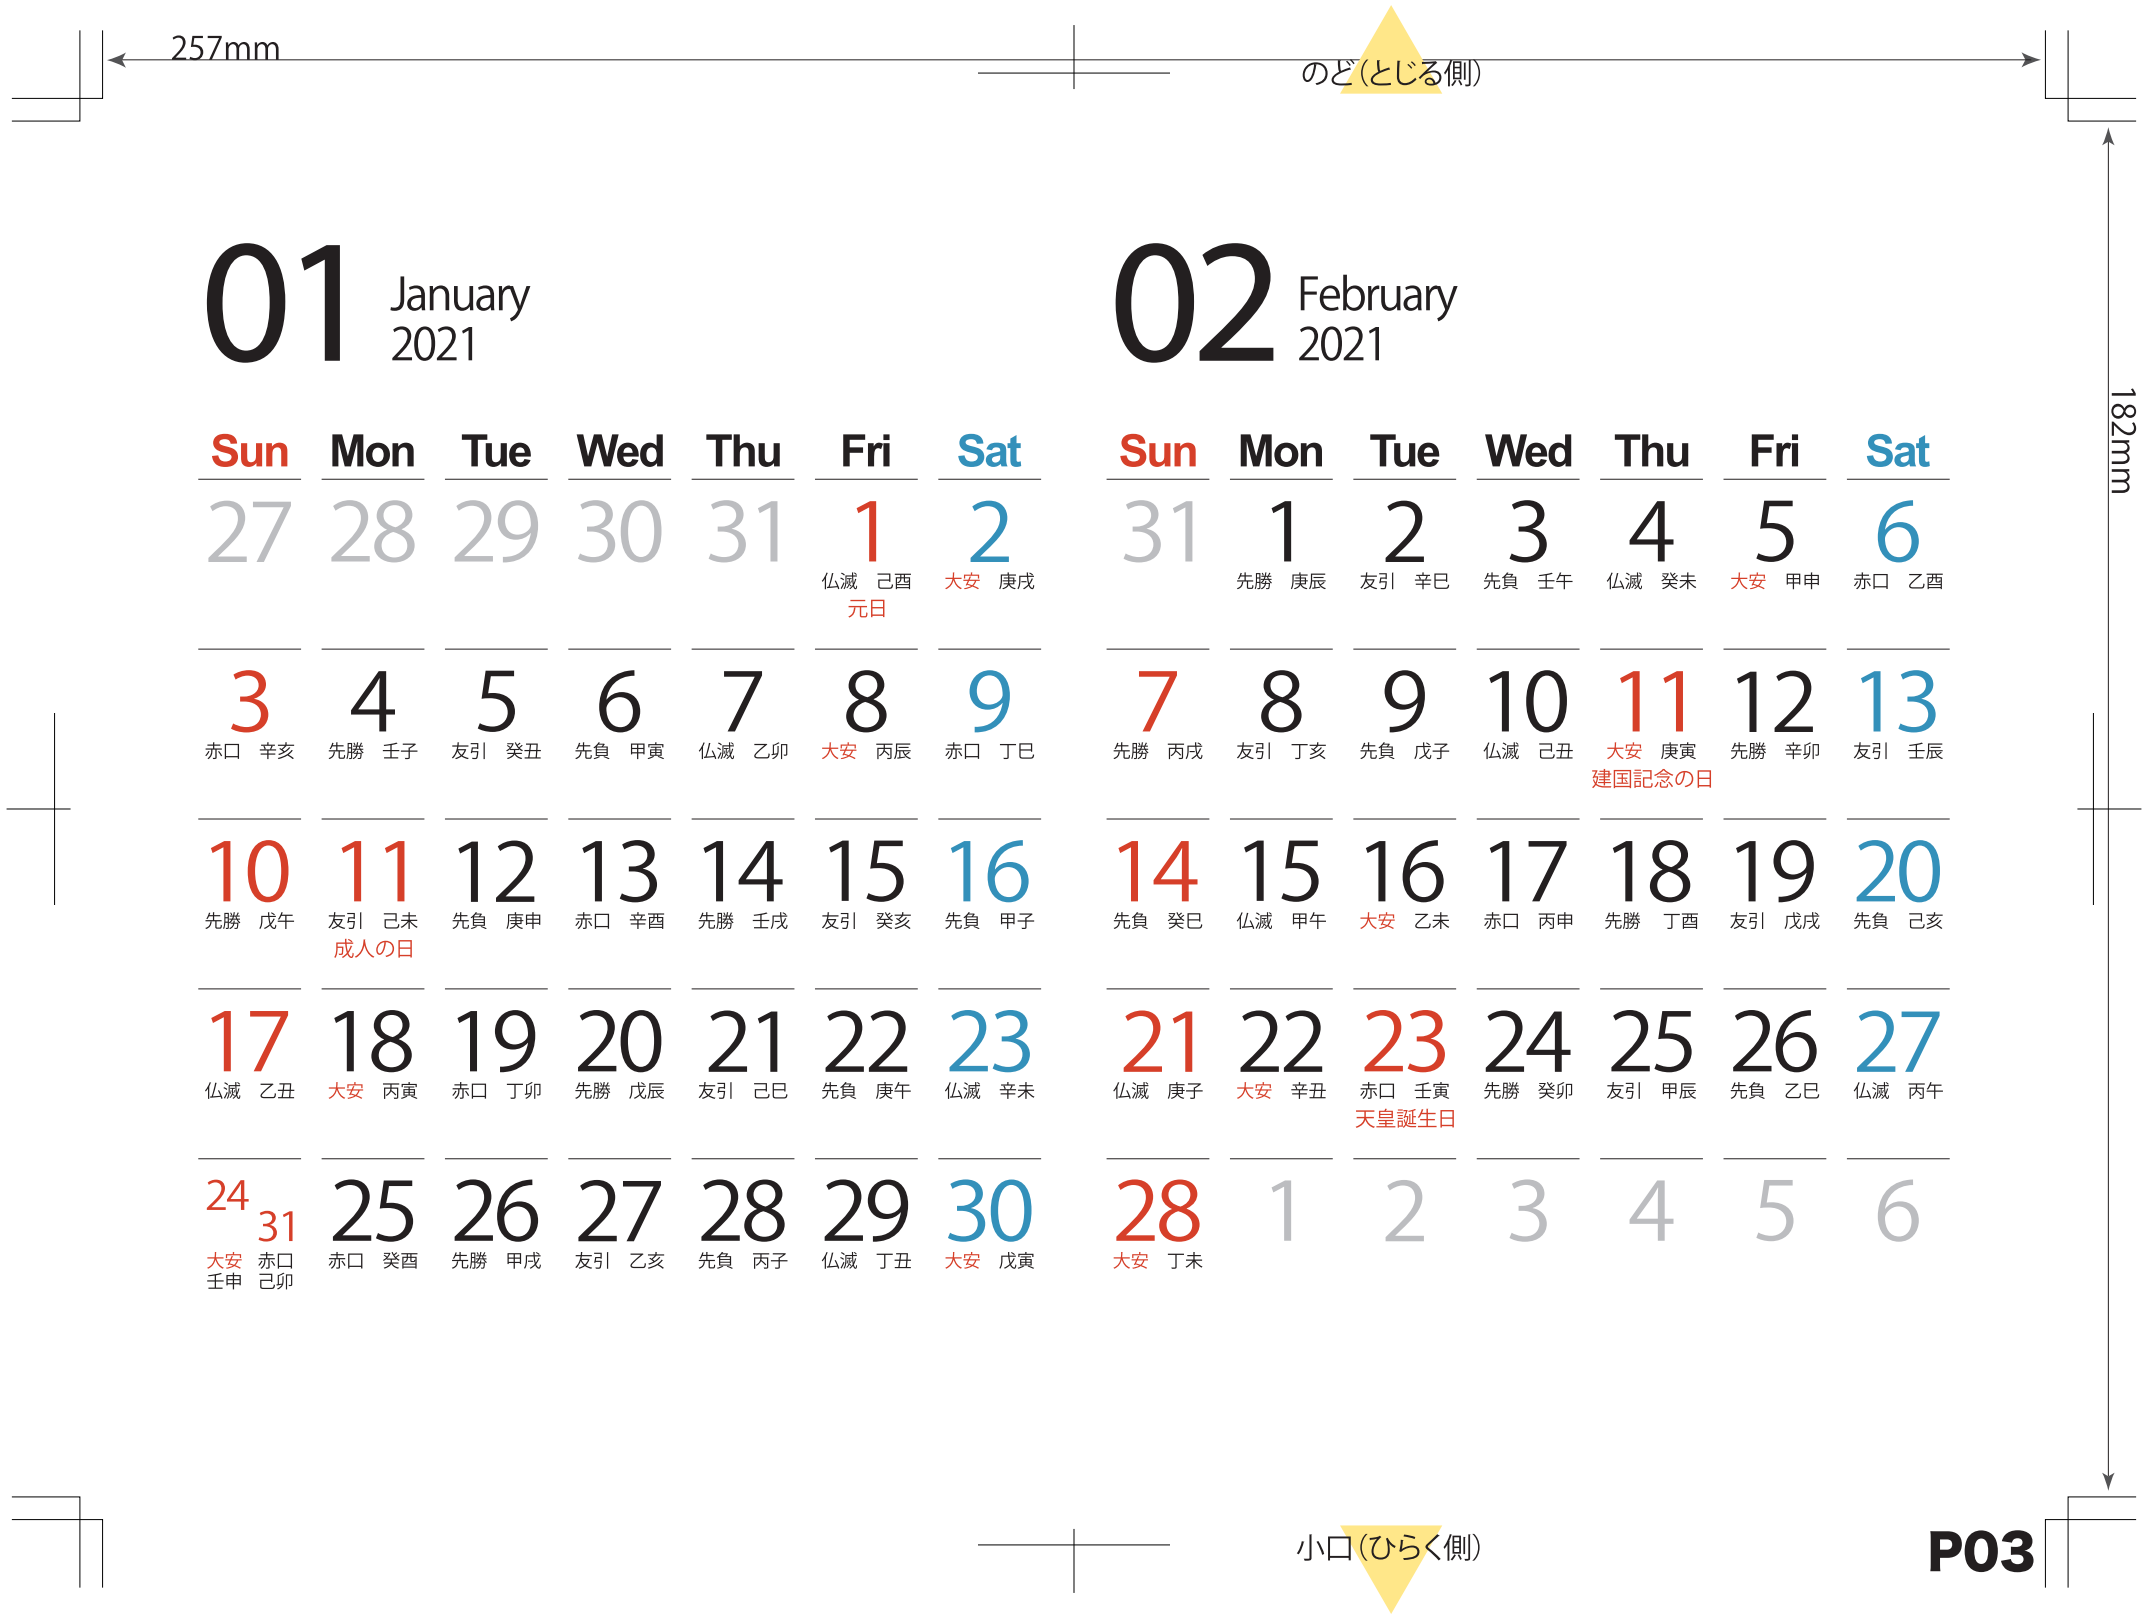 257mm
のど（とじる側）
182mm
01 January
2021
Sun Mon Tue Wed Thu Fri Sat
27 28 29 30 31 1 2
仏滅 己酉 大安 庚戌
元日
3 4 5 6 7 8 9
赤口 辛亥 先勝 壬子 友引 癸丑 先負 甲寅 仏滅 乙卯 大安 丙辰 赤口 丁巳
10 11 12 13 14 15 16
先勝 戊午 友引 己未 先負 庚申 赤口 辛酉 先勝 壬戌 友引 癸亥 先負 甲子
成人の日
17 18 19 20 21 22 23
仏滅 乙丑 大安 丙寅 赤口 丁卯 先勝 戊辰 友引 己巳 先負 庚午 仏滅 辛未
24 31 25 26 27 28 29 30
大安 赤口 赤口 癸酉 先勝 甲戌 友引 乙亥 先負 丙子 仏滅 丁丑 大安 戊寅
壬申 己卯
02 February
2021
Sun Mon Tue Wed Thu Fri Sat
31 1 2 3 4 5 6
先勝 庚辰 友引 辛巳 先負 壬午 仏滅 癸未 大安 甲申 赤口 乙酉
7 8 9 10 11 12 13
先勝 丙戌 友引 丁亥 先負 戊子 仏滅 己丑 大安 庚寅 先勝 辛卯 友引 壬辰
建国記念の日
14 15 16 17 18 19 20
先負 癸巳 仏滅 甲午 大安 乙未 赤口 丙申 先勝 丁酉 友引 戊戌 先負 己亥
21 22 23 24 25 26 27
仏滅 庚子 大安 辛丑 赤口 壬寅 先勝 癸卯 友引 甲辰 先負 乙巳 仏滅 丙午
天皇誕生日
28 1 2 3 4 5 6
大安 丁未
小口（ひらく側）
P03